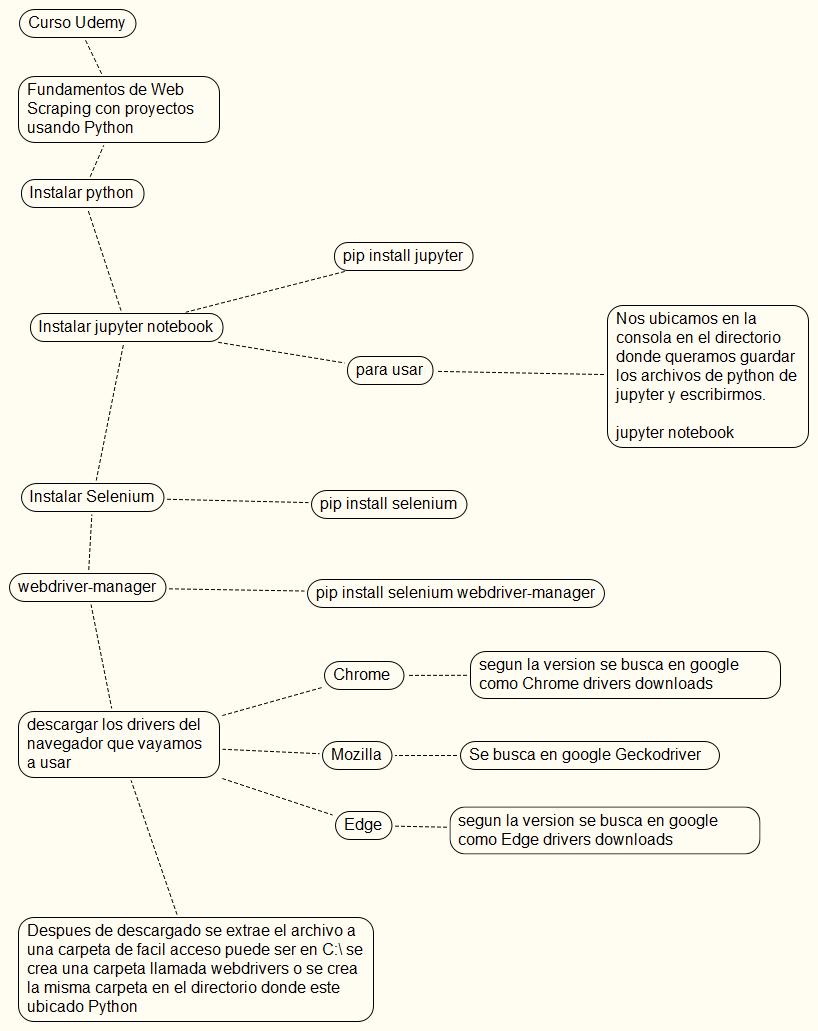 Curso Udemy
Fundamentos de Web
Scraping con proyectos
usando Python
Instalar python
pip install jupyter
Instalar jupyter notebook
para usar
Nos ubicamos en la
consola en el directorio
donde queramos guardar
los archivos de python de
jupyter y escribirmos.
jupyter notebook
Instalar Selenium
pip install selenium
webdriver-manager
pip install selenium webdriver-manager
descargar los drivers del
navegador que vayamos
a usar
Chrome
segun la version se busca en google
como Chrome drivers downloads
Mozilla
Se busca en google Geckodriver
Edge
segun la version se busca en google
como Edge drivers downloads
Despues de descargado se extrae el archivo a
una carpeta de facil acceso puede ser en C:\ se
crea una carpeta llamada webdrivers o se crea
la misma carpeta en el directorio donde este
ubicado Python